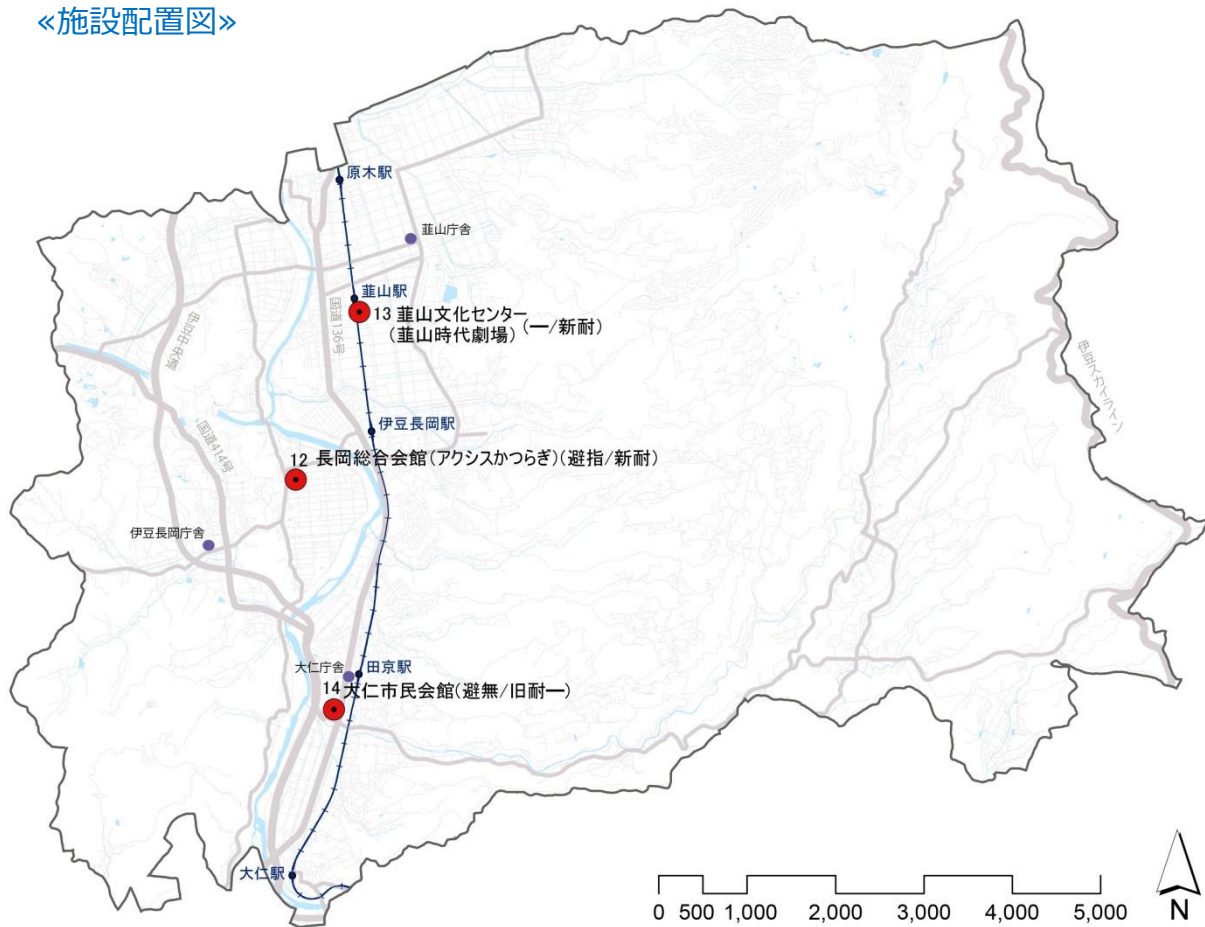 «施設配置図»
原木駅
韮山庁舎
韮山駅
13 韮山文化センター
(韮山時代劇場)
(ー/新耐)
国道136号
伊豆中央道
伊豆スカイライン
伊豆長岡駅
国道414号
12 長岡総合会館(アクシスかつらぎ)(避指/新耐)
伊豆長岡庁舎
大仁庁舎
田京駅
14 大仁市民会館(避無/旧耐ー)
大仁駅
0 500 1,000 2,000 3,000 4,000 5,000
N